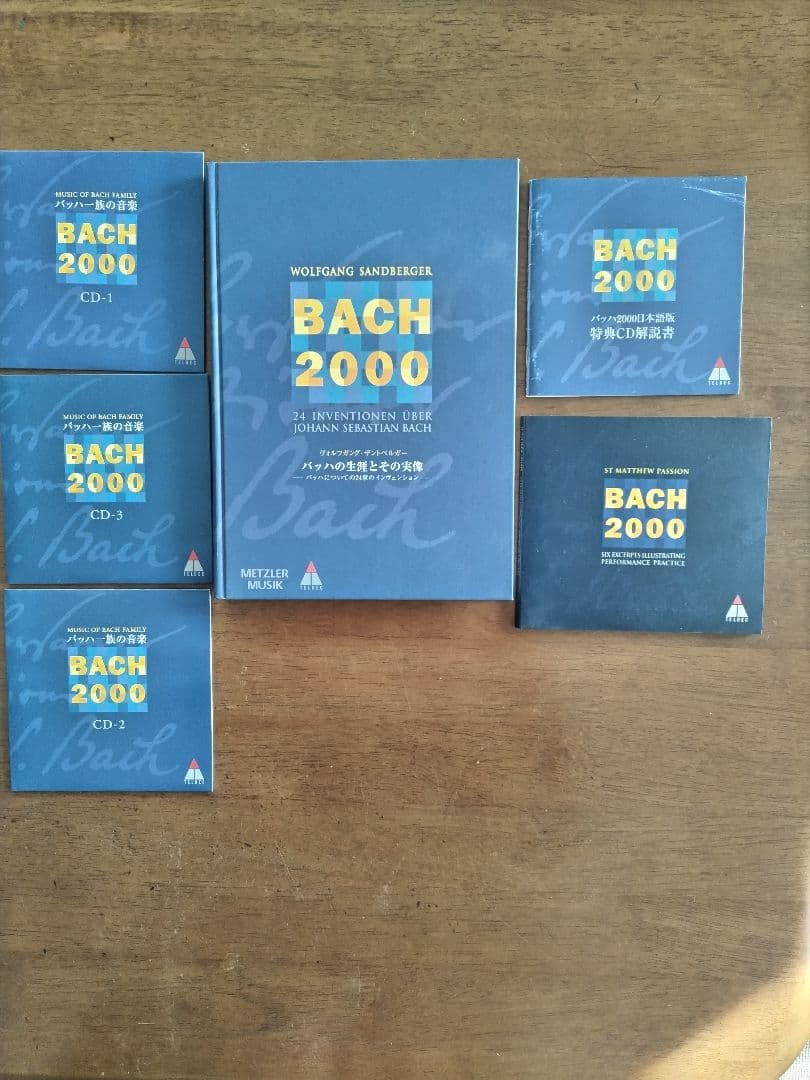 MUSIC OF BACH FAMILY
バッハ一族の音楽
BACH
2000
CD-1
TELDEC
MUSIC OF BACH FAMILY
バッハ一族の音楽
BACH
2000
CD-3
TELDEC
MUSIC OF BACH FAMILY
バッハ一族の音楽
BACH
2000
CD-2
TELDEC
WOLFGANG SANDBERGER
BACH
2000
24 INVENTIONEN ÜBER
JOHANN SEBASTIAN BACH
ヴォルフガング・ザントベルガー
バッハの生涯とその実像
── バッハについての24章のインヴェンション ──
Bach
METZLER
MUSIK
TELDEC
BACH
2000
バッハ2000日本語版
特典CD解説書
TELDEC
ST MATTHEW PASSION
BACH
2000
SIX EXCERPTS ILLUSTRATING
PERFORMANCE PRACTICE
TELDEC